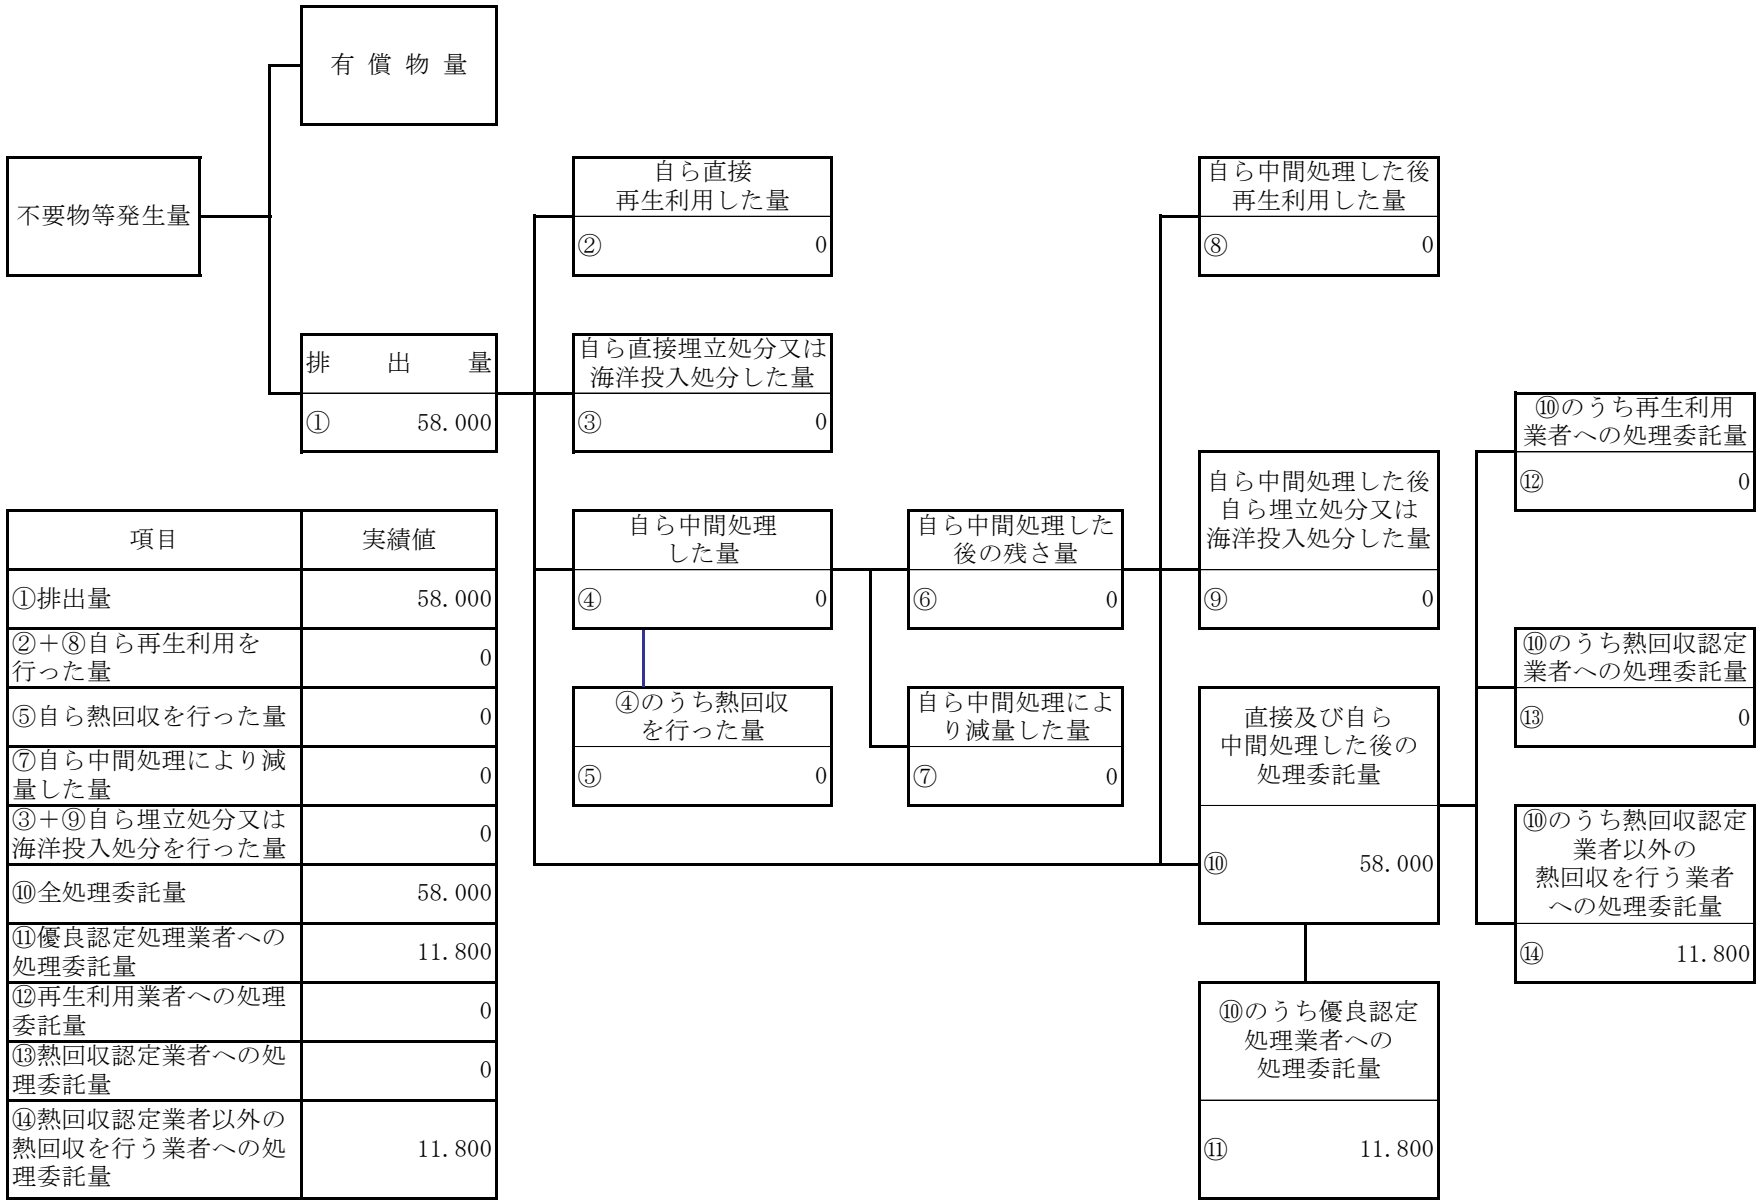 有償物量
不要物等発生量
排出量
① 58.000
自ら直接
再生利用した量
② 0
自ら直接埋立処分又は
海洋投入処分した量
③ 0
自ら中間処理
した量
④ 0
④のうち熱回収
を行った量
⑤ 0
自ら中間処理した
後の残さ量
⑥ 0
自ら中間処理によ
り減量した量
⑦ 0
自ら中間処理した後
再生利用した量
⑧ 0
自ら中間処理した後
自ら埋立処分又は
海洋投入処分した量
⑨ 0
直接及び自ら
中間処理した後の
処理委託量
⑩ 58.000
⑩のうち優良認定
処理業者への
処理委託量
⑪ 11.800
⑩のうち再生利用
業者への処理委託量
⑫ 0
⑩のうち熱回収認定
業者への処理委託量
⑬ 0
⑩のうち熱回収認定
業者以外の
熱回収を行う業者
への処理委託量
⑭ 11.800
項目 実績値
①排出量 58.000
②+⑧自ら再生利用を
行った量 0
⑤自ら熱回収を行った量 0
⑦自ら中間処理により減
量した量 0
③+⑨自ら埋立処分又は
海洋投入処分を行った量 0
⑩全処理委託量 58.000
⑪優良認定処理業者への
処理委託量 11.800
⑫再生利用業者への処理
委託量 0
⑬熱回収認定業者への処
理委託量 0
⑭熱回収認定業者以外の
熱回収を行う業者への処
理委託量 11.800